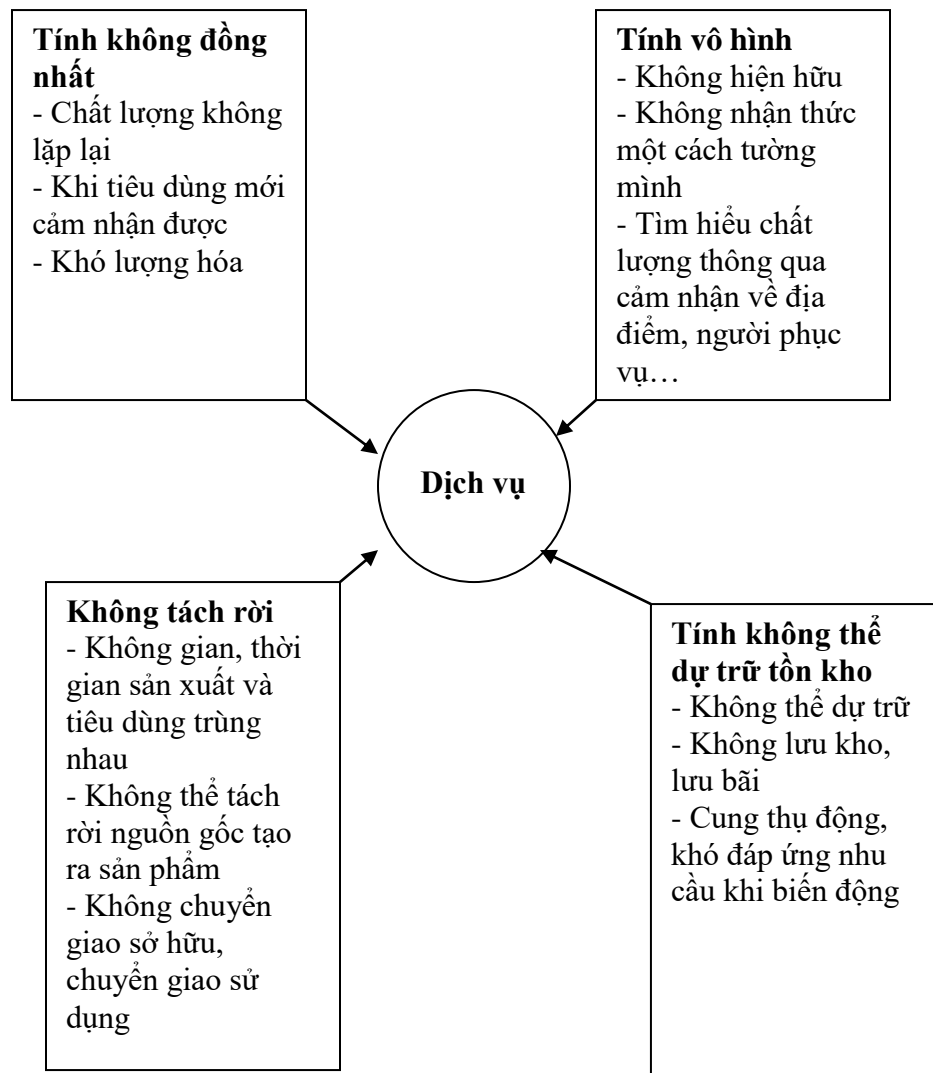 Tính không đồng
nhất
- Chất lượng không
lặp lại
- Khi tiêu dùng mới
cảm nhận được
- Khó lượng hóa
Tính vô hình
- Không hiện hữu
- Không nhận thức
một cách tường
mình
- Tìm hiểu chất
lượng thông qua
cảm nhận về địa
điểm, người phục
vụ…
Dịch vụ
Không tách rời
- Không gian, thời
gian sản xuất và
tiêu dùng trùng
nhau
- Không thể tách
rời nguồn gốc tạo
ra sản phẩm
- Không chuyển
giao sở hữu,
chuyển giao sử
dụng
Tính không thể
dự trữ tồn kho
- Không thể dự trữ
- Không lưu kho,
lưu bãi
- Cung thụ động,
khó đáp ứng nhu
cầu khi biến động